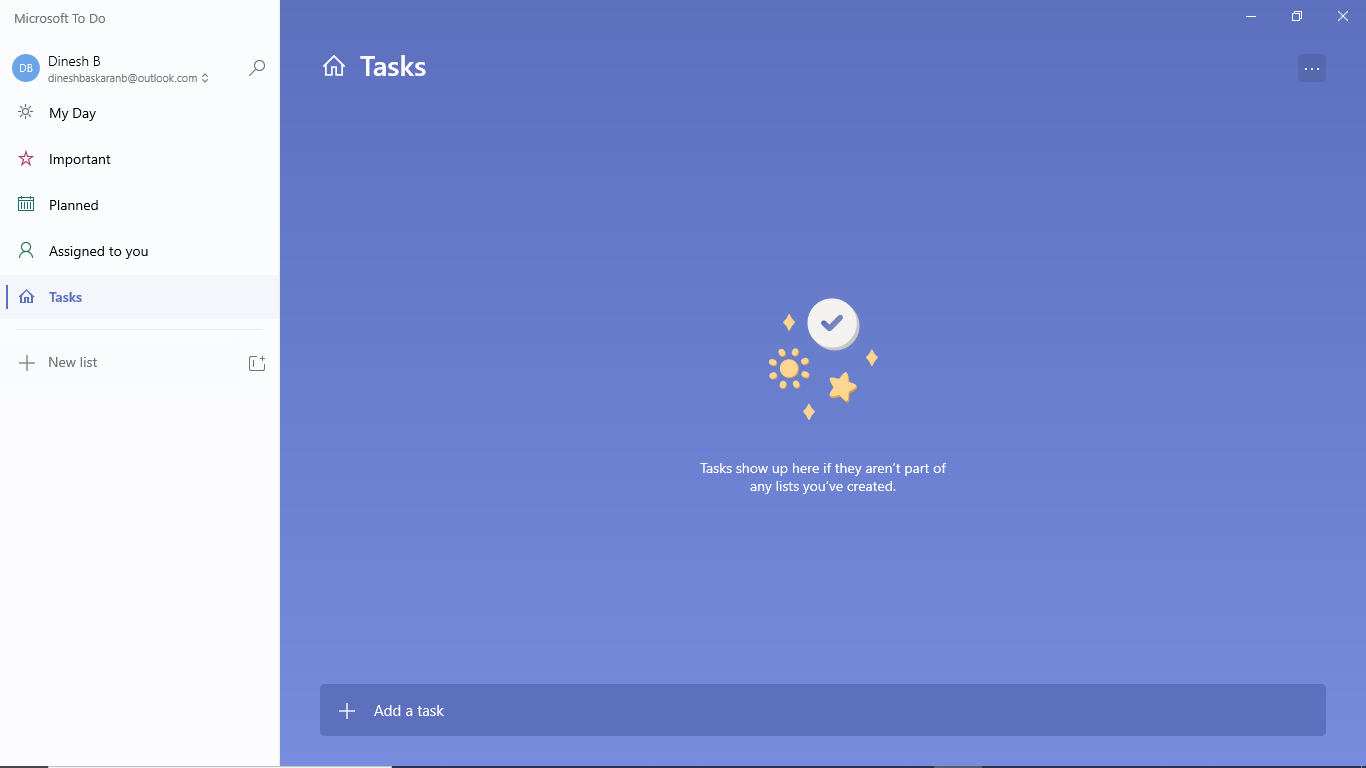 Microsoft To Do
DB
Dinesh B
dineshbaskaranb@outlook.com
My Day
Important
Planned
Assigned to you
Tasks
New list
Tasks
Tasks show up here if they aren’t part of
any lists you’ve created.
Add a task